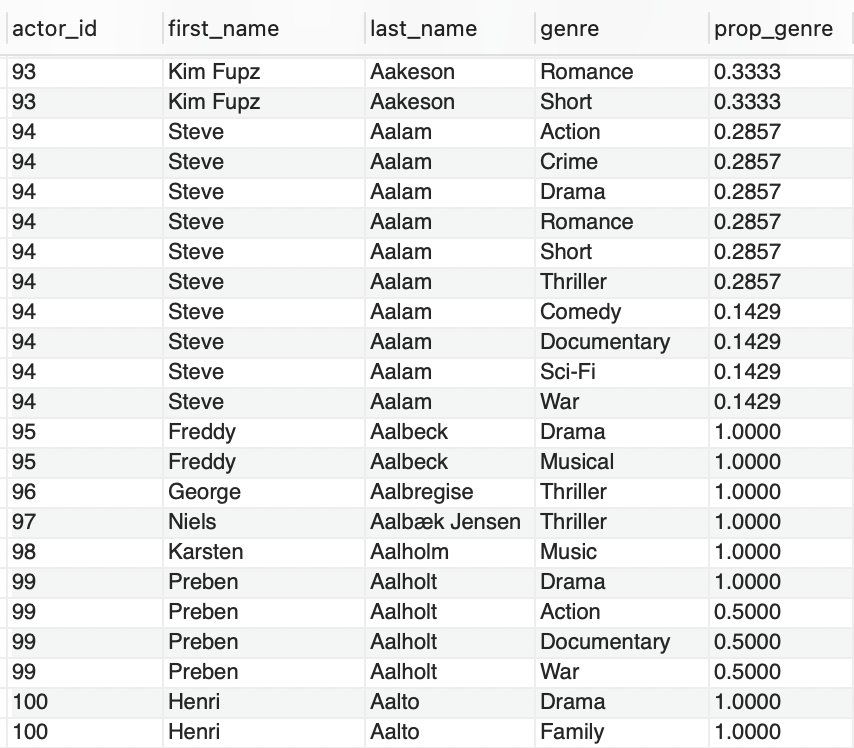 actor_id first_name last_name genre prop_genre
93 Kim Fupz Aakeson Romance 0.3333
93 Kim Fupz Aakeson Short 0.3333
94 Steve Aalam Action 0.2857
94 Steve Aalam Crime 0.2857
94 Steve Aalam Drama 0.2857
94 Steve Aalam Romance 0.2857
94 Steve Aalam Short 0.2857
94 Steve Aalam Thriller 0.2857
94 Steve Aalam Comedy 0.1429
94 Steve Aalam Documentary 0.1429
94 Steve Aalam Sci-Fi 0.1429
94 Steve Aalam War 0.1429
95 Freddy Aalbeck Drama 1.0000
95 Freddy Aalbeck Musical 1.0000
96 George Aalbregise Thriller 1.0000
97 Niels Aalbæk Jensen Thriller 1.0000
98 Karsten Aalholm Music 1.0000
99 Preben Aalholt Drama 1.0000
99 Preben Aalholt Action 0.5000
99 Preben Aalholt Documentary 0.5000
99 Preben Aalholt War 0.5000
100 Henri Aalto Drama 1.0000
100 Henri Aalto Family 1.0000